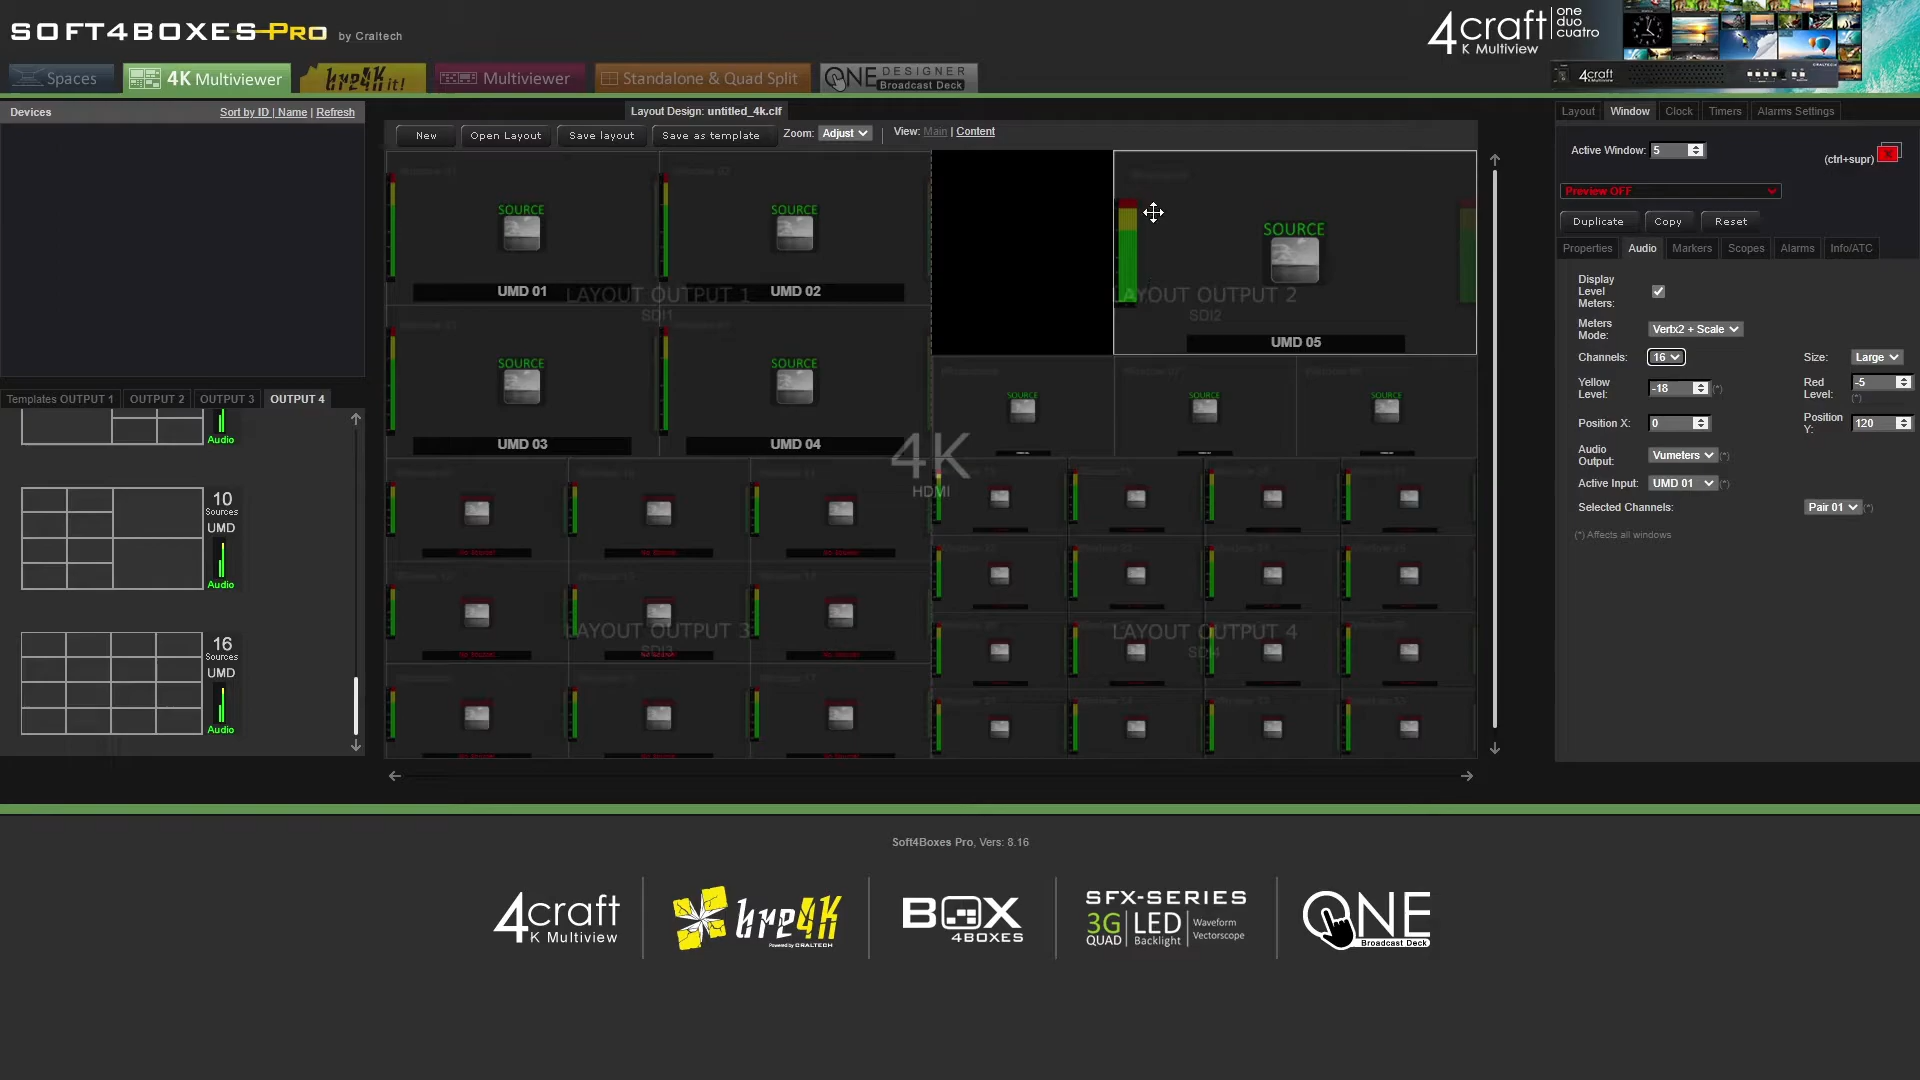 SOFT4BOXES PRO by Craltech
4craft one duo cuatro
K Multiview
Spaces
4K Multiviewer
bre4K it!
Multiviewer
Standalone & Quad Split
ONE DESIGNER Broadcast Deck
Devices
Sort by ID | Name | Refresh
Layout Design: untitled_4k.clf
New
Open Layout
Save layout
Save as template
Zoom: Adjust
View: Main | Content
SOURCE
UMD 01
SOURCE
UMD 02
LAYOUT OUTPUT 1
SDI1
SOURCE
UMD 03
SOURCE
UMD 04
SOURCE
UMD 05
LAYOUT OUTPUT 2
SDI2
SOURCE
SOURCE
SOURCE
4K
HDMI
LAYOUT OUTPUT 3
SDI3
LAYOUT OUTPUT 4
SDI4
Templates OUTPUT 1
OUTPUT 2
OUTPUT 3
OUTPUT 4
Audio
10
Sources
UMD
Audio
16
Sources
UMD
Audio
Layout
Window
Clock
Timers
Alarms Settings
Active Window: 5
(ctrl+supr)
Preview OFF
Duplicate
Copy
Reset
Properties
Audio
Markers
Scopes
Alarms
Info/ATC
Display Level Meters:
Meters Mode: Vertx2 + Scale
Channels: 16
Size: Large
Yellow Level: -18 (*)
Red Level: -5 (*)
Position X: 0
Position Y: 120
Audio Output: Vumeters (*)
Active Input: UMD 01 (*)
Selected Channels: Pair 01 (*)
(*) Affects all windows
Soft4Boxes Pro, Vers: 8.16
4craft
K Multiview
bre4K
Powered by CRALTECH
BOX
4BOXES
SFX-SERIES
3G QUAD | LED Backlight | Waveform Vectorscope
ONE
Broadcast Deck